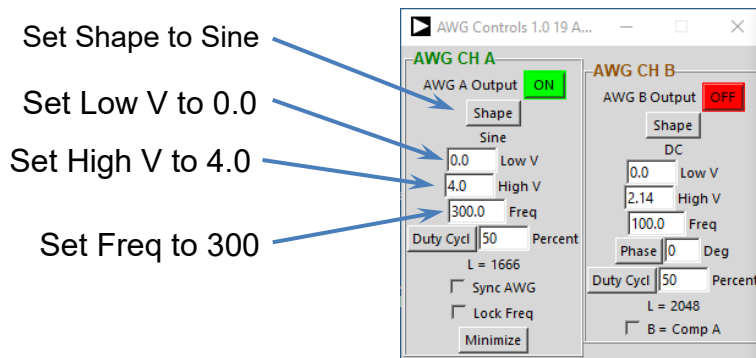 Set Shape to Sine
Set Low V to 0.0
Set High V to 4.0
Set Freq to 300
AWG Controls 1.0 19 A...
AWG CH A
AWG A Output ON
Shape
Sine
0.0 Low V
4.0 High V
300.0 Freq
Duty Cycl 50 Percent
L = 1666
Sync AWG
Lock Freq
Minimize
AWG CH B
AWG B Output OFF
Shape
DC
0.0 Low V
2.14 High V
100.0 Freq
Phase 0 Deg
Duty Cycl 50 Percent
L = 2048
B = Comp A